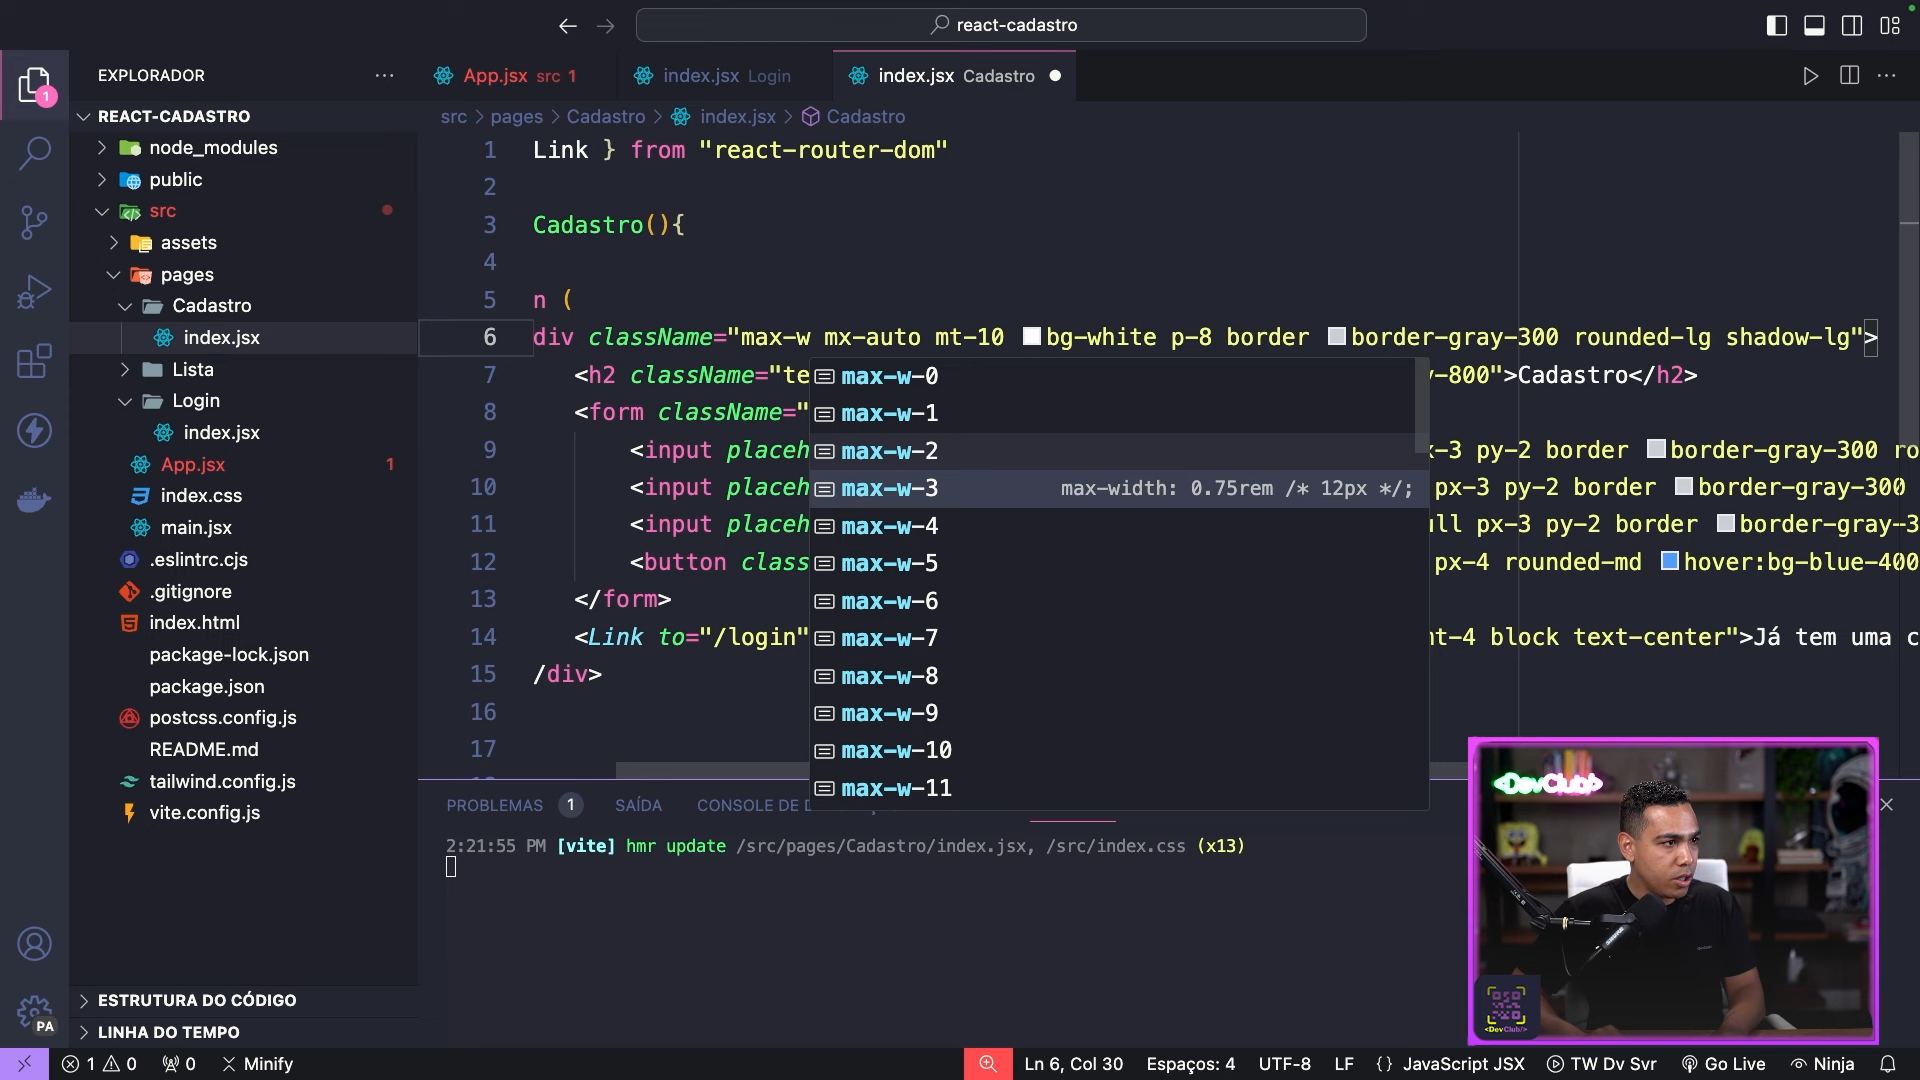 react-cadastro
EXPLORADOR
REACT-CADASTRO
node_modules
public
src
assets
pages
Cadastro
index.jsx
Lista
Login
index.jsx
App.jsx 1
index.css
main.jsx
.eslintrc.cjs
.gitignore
index.html
package-lock.json
package.json
postcss.config.js
README.md
tailwind.config.js
vite.config.js
ESTRUTURA DO CÓDIGO
LINHA DO TEMPO
1
PA
App.jsx src 1
index.jsx Login
index.jsx Cadastro
src > pages > Cadastro > index.jsx > Cadastro
1 Link } from "react-router-dom"
2
3 Cadastro(){
4
5 n (
6 div className="max-w mx-auto mt-10 bg-white p-8 border border-gray-300 rounded-lg shadow-lg">
7 <h2 className="te -800">Cadastro</h2>
8 <form className="
9 <input placeh -3 py-2 border border-gray-300 ro
10 <input placeh px-3 py-2 border border-gray-300
11 <input placeh ll px-3 py-2 border border-gray-3
12 <button class px-4 rounded-md hover:bg-blue-400
13 </form>
14 <Link to="/login" t-4 block text-center">Já tem uma c
15 /div>
16
17
max-w-0
max-w-1
max-w-2
max-w-3 max-width: 0.75rem /* 12px */;
max-w-4
max-w-5
max-w-6
max-w-7
max-w-8
max-w-9
max-w-10
max-w-11
PROBLEMAS 1 SAÍDA CONSOLE DE
2:21:55 PM [vite] hmr update /src/pages/Cadastro/index.jsx, /src/index.css (x13)
<DevClub/>
<DevClub/>
1 0 0 Minify
Ln 6, Col 30 Espaços: 4 UTF-8 LF {} JavaScript JSX TW Dv Svr Go Live Ninja